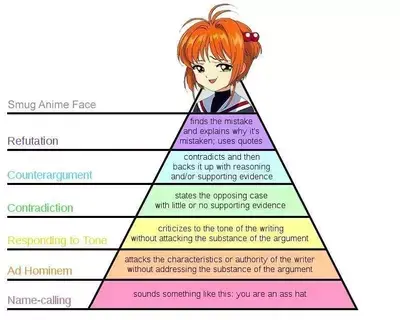 Smug Anime Face
Refutation
finds the mistake
and explains why it's
mistaken; uses quotes
Counterargument
contradicts and then
backs it up with reasoning
and/or supporting evidence
Contradiction
states the opposing case
with little or no supporting evidence
Responding to Tone
criticizes to the tone of the writing
without attacking the substance of the argument
Ad Hominem
attacks the characteristics or authority of the writer
without addressing the substance of the argument
Name-calling
sounds something like this: you are an ass hat